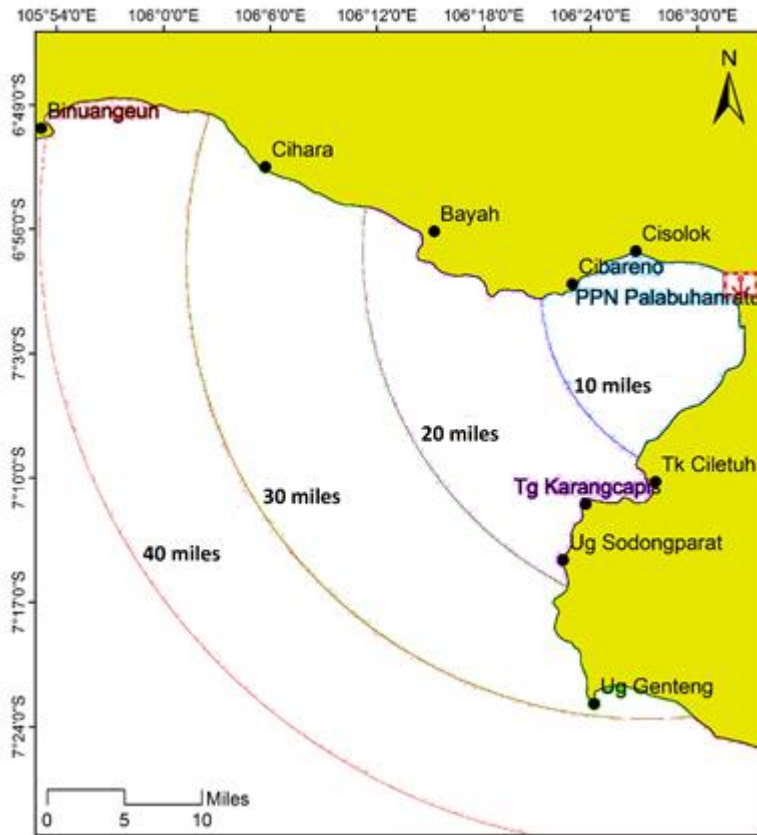 105°54'0"E 106°0'0"E 106°6'0"E 106°12'0"E 106°18'0"E 106°24'0"E 106°30'0"E
N
6°49'0"S
Binuangeun
Cihara
Bayah
6°56'0"S
Cisolok
Cibareno
PPN Palabuhanratu
7°3'0"S
10 miles
20 miles
Tk Ciletuh
7°10'0"S
Tg Karangcapis
30 miles
Ug Sodongparat
40 miles
7°17'0"S
Ug Genteng
7°24'0"S
Miles
0 5 10